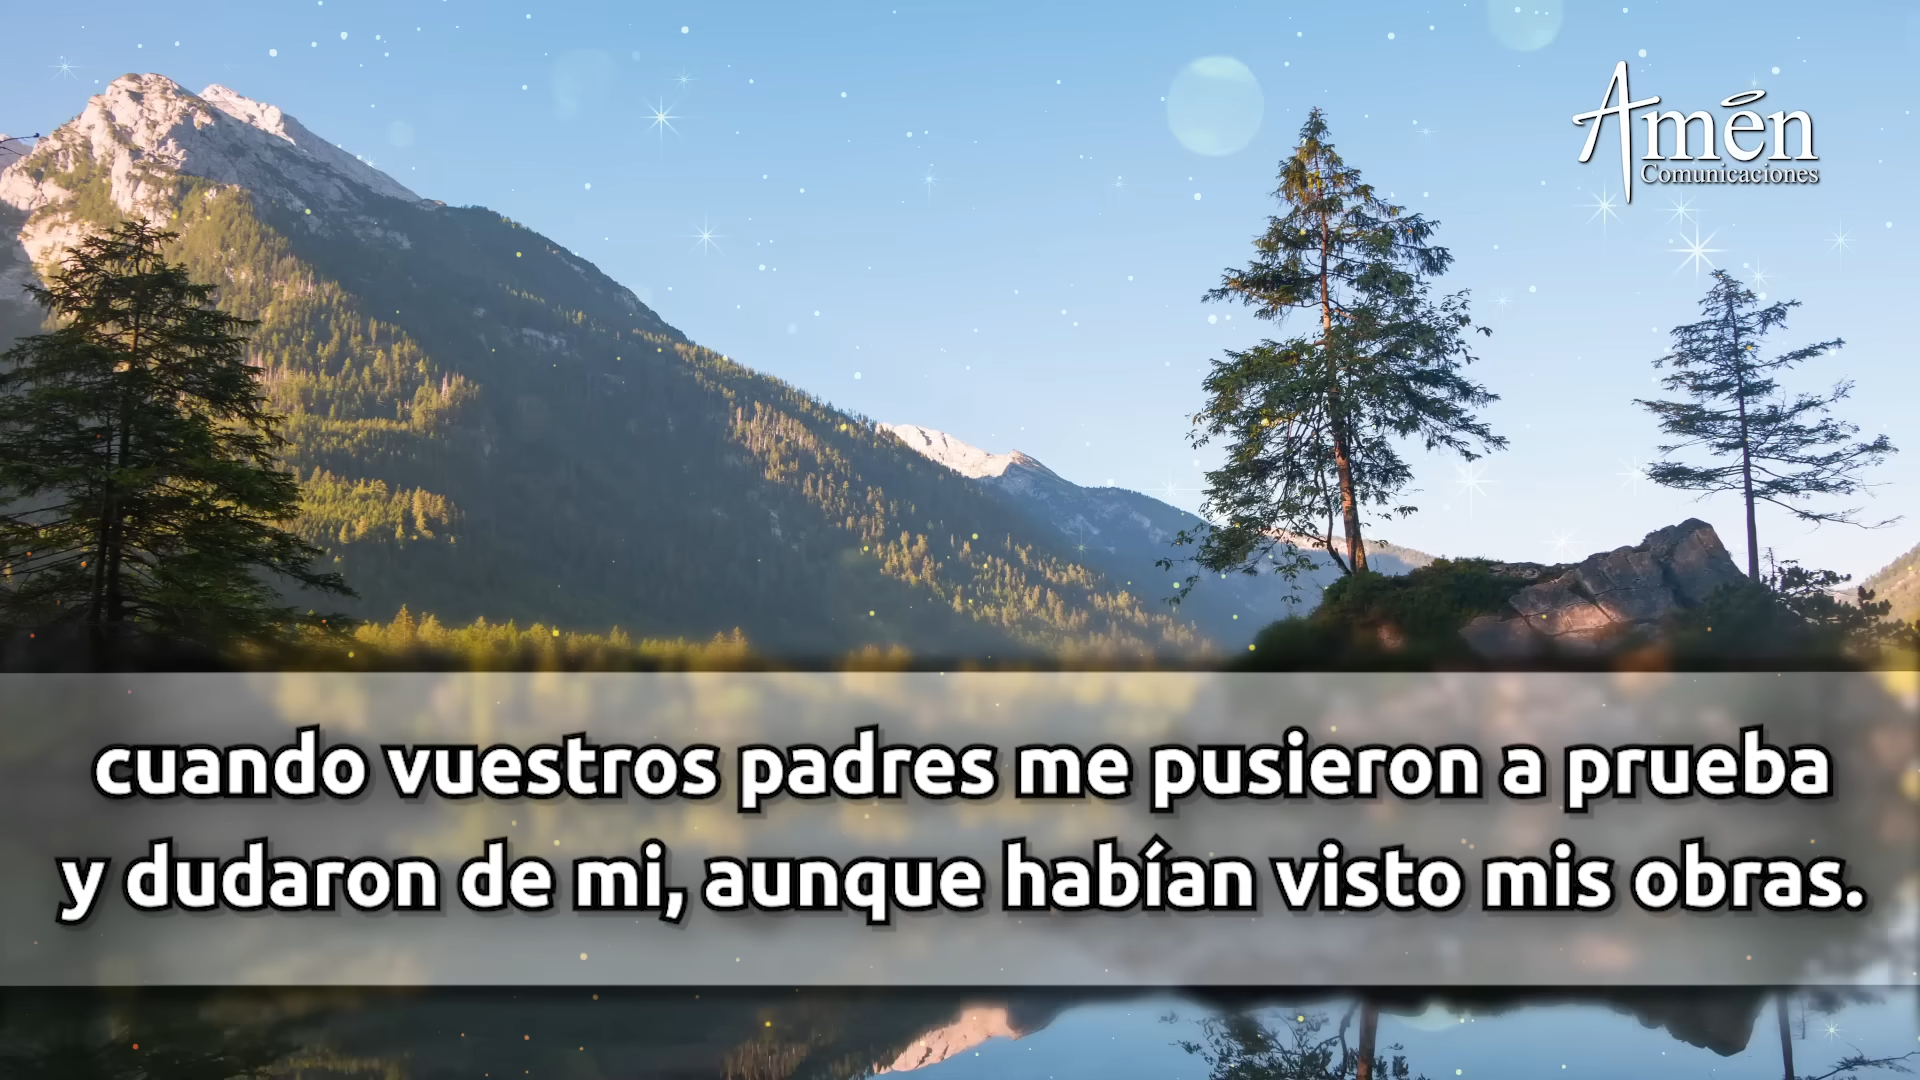 Amén
Comunicaciones
cuando vuestros padres me pusieron a prueba
y dudaron de mi, aunque habían visto mis obras.